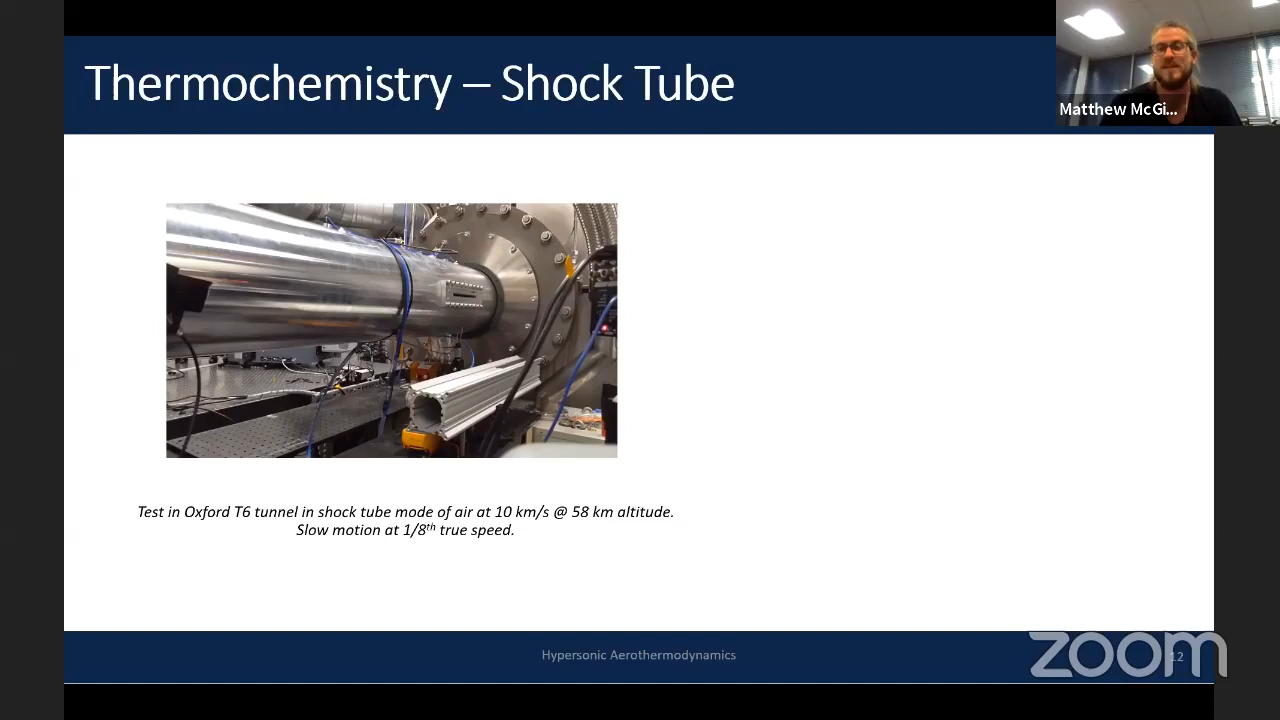 Thermochemistry – Shock Tube
Matthew McGi...
Test in Oxford T6 tunnel in shock tube mode of air at 10 km/s @ 58 km altitude.
Slow motion at 1/8th true speed.
Hypersonic Aerothermodynamics
zoom
12